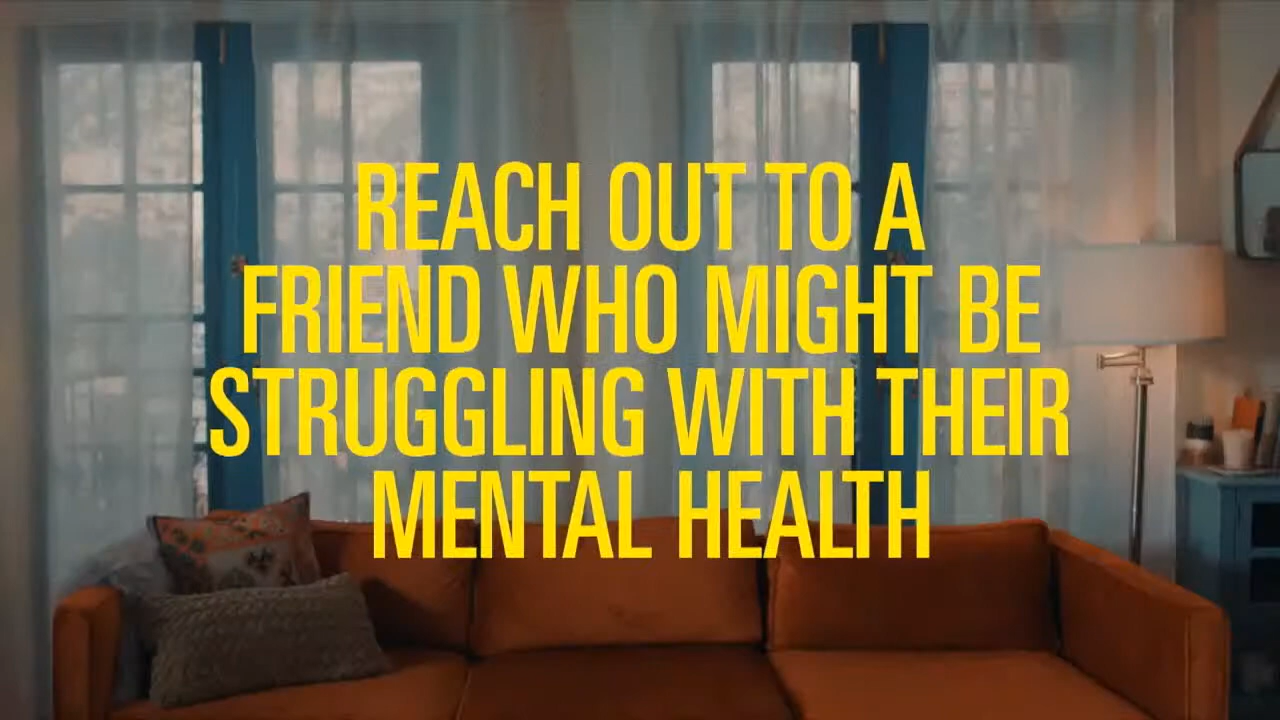 REACH OUT TO A
FRIEND WHO MIGHT BE
STRUGGLING WITH THEIR
MENTAL HEALTH